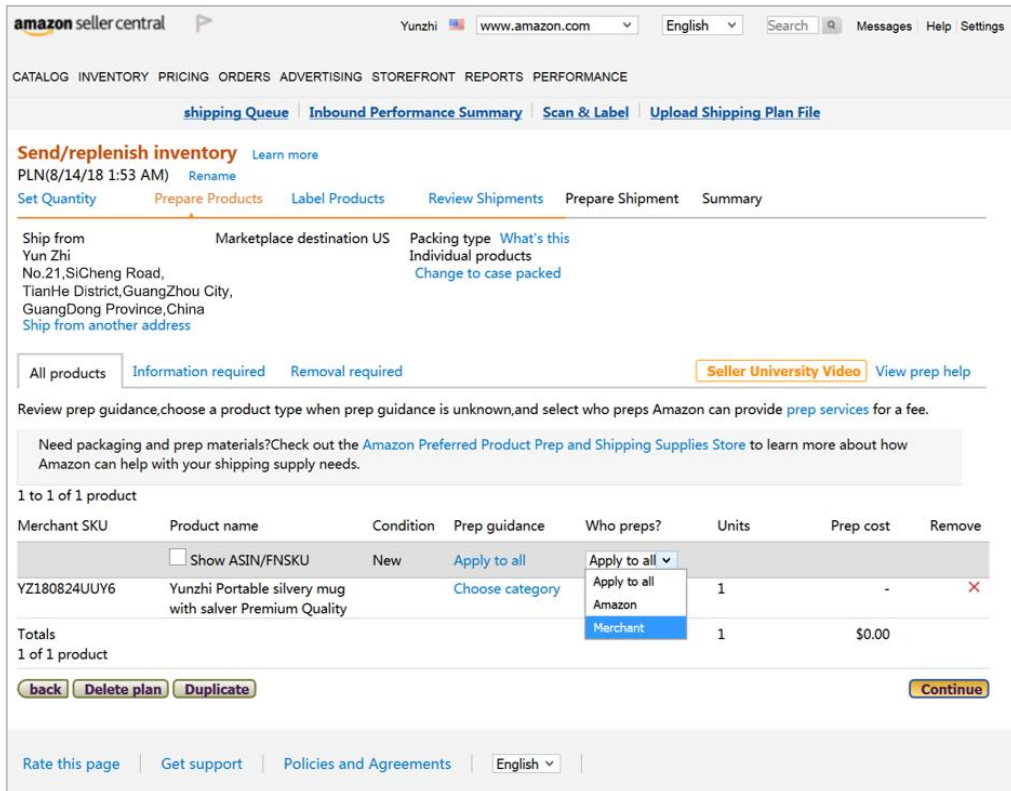 amazon seller central Yunzhi www.amazon.com English Search Messages Help Settings
CATALOG INVENTORY PRICING ORDERS ADVERTISING STOREFRONT REPORTS PERFORMANCE
shipping Queue Inbound Performance Summary Scan & Label Upload Shipping Plan File
Send/replenish inventory Learn more
PLN(8/14/18 1:53 AM) Rename
Set Quantity Prepare Products Label Products Review Shipments Prepare Shipment Summary
Ship from Marketplace destination US Packing type What's this
Yun Zhi Individual products
No.21,SiCheng Road, Change to case packed
TianHe District,GuangZhou City,
GuangDong Province,China
Ship from another address
All products Information required Removal required Seller University Video View prep help
Review prep guidance,choose a product type when prep guidance is unknown,and select who preps Amazon can provide prep services for a fee.
Need packaging and prep materials?Check out the Amazon Preferred Product Prep and Shipping Supplies Store to learn more about how
Amazon can help with your shipping supply needs.
1 to 1 of 1 product
Merchant SKU Product name Condition Prep guidance Who preps? Units Prep cost Remove
Show ASIN/FNSKU New Apply to all Apply to all
YZ180824UUY6 Yunzhi Portable silvery mug Choose category Apply to all 1 -
with salver Premium Quality Amazon
Totals Merchant 1 $0.00
1 of 1 product
back Delete plan Duplicate Continue
Rate this page Get support Policies and Agreements English